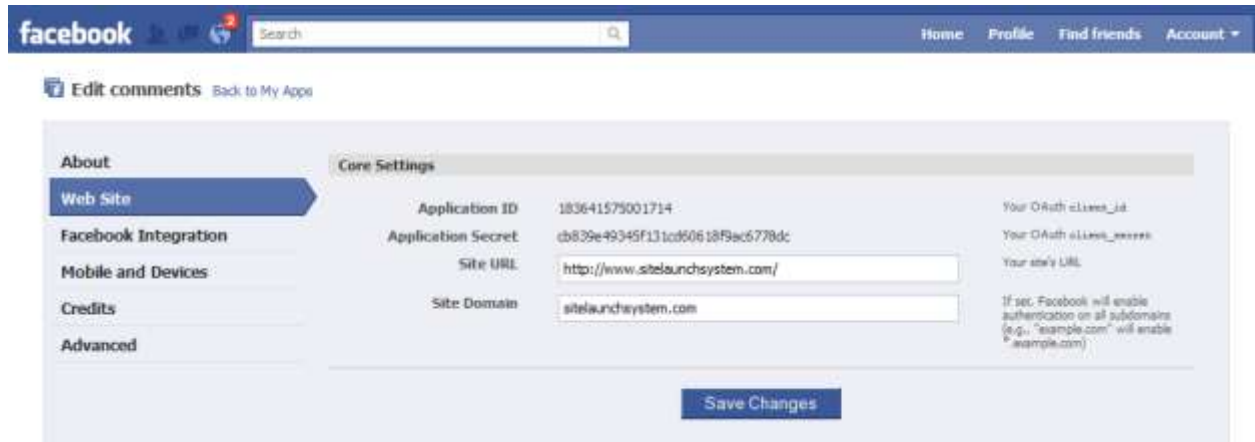 facebook 2 Search Home Profile Find friends Account
Edit comments Back to My Apps
About
Web Site
Facebook Integration
Mobile and Devices
Credits
Advanced
Core Settings
Application ID 183641575001714 Your OAuth client_id
Application Secret cb839e49345f131cd60618f9ac6778dc Your OAuth client_secret
Site URL http://www.sitelaunchsystem.com/ Your site's URL
Site Domain sitelaunchsystem.com If set, Facebook will enable
authentication on all subdomains
(e.g., "example.com" will enable
*.example.com)
Save Changes